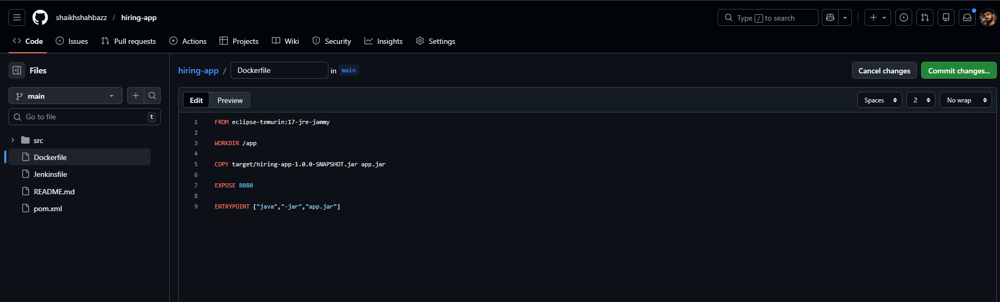 shaikhshahbazz / hiring-app
Type / to search
Code
Issues
Pull requests
Actions
Projects
Wiki
Security
Insights
Settings
Files
main
Go to file
t
src
Dockerfile
Jenkinsfile
README.md
pom.xml
hiring-app / Dockerfile in main
Cancel changes
Commit changes...
Edit
Preview
Spaces
2
No wrap
1 FROM eclipse-temurin:17-jre-jammy
2
3 WORKDIR /app
4
5 COPY target/hiring-app-1.0.0-SNAPSHOT.jar app.jar
6
7 EXPOSE 8080
8
9 ENTRYPOINT ["java","-jar","app.jar"]